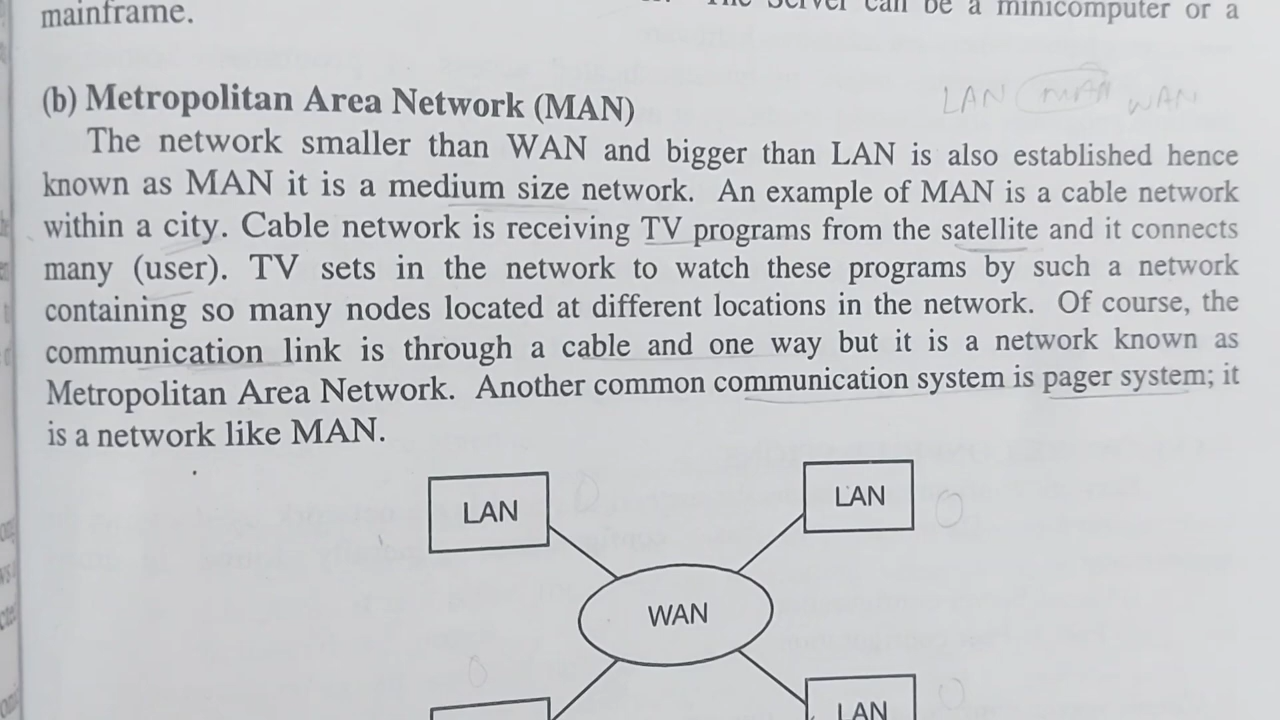 mainframe. The Server can be a minicomputer or a
LAN MAN WAN
(b) Metropolitan Area Network (MAN)
The network smaller than WAN and bigger than LAN is also established hence
known as MAN it is a medium size network. An example of MAN is a cable network
within a city. Cable network is receiving TV programs from the satellite and it connects
many (user). TV sets in the network to watch these programs by such a network
containing so many nodes located at different locations in the network. Of course, the
communication link is through a cable and one way but it is a network known as
Metropolitan Area Network. Another common communication system is pager system; it
is a network like MAN.
LAN LAN
WAN
LAN